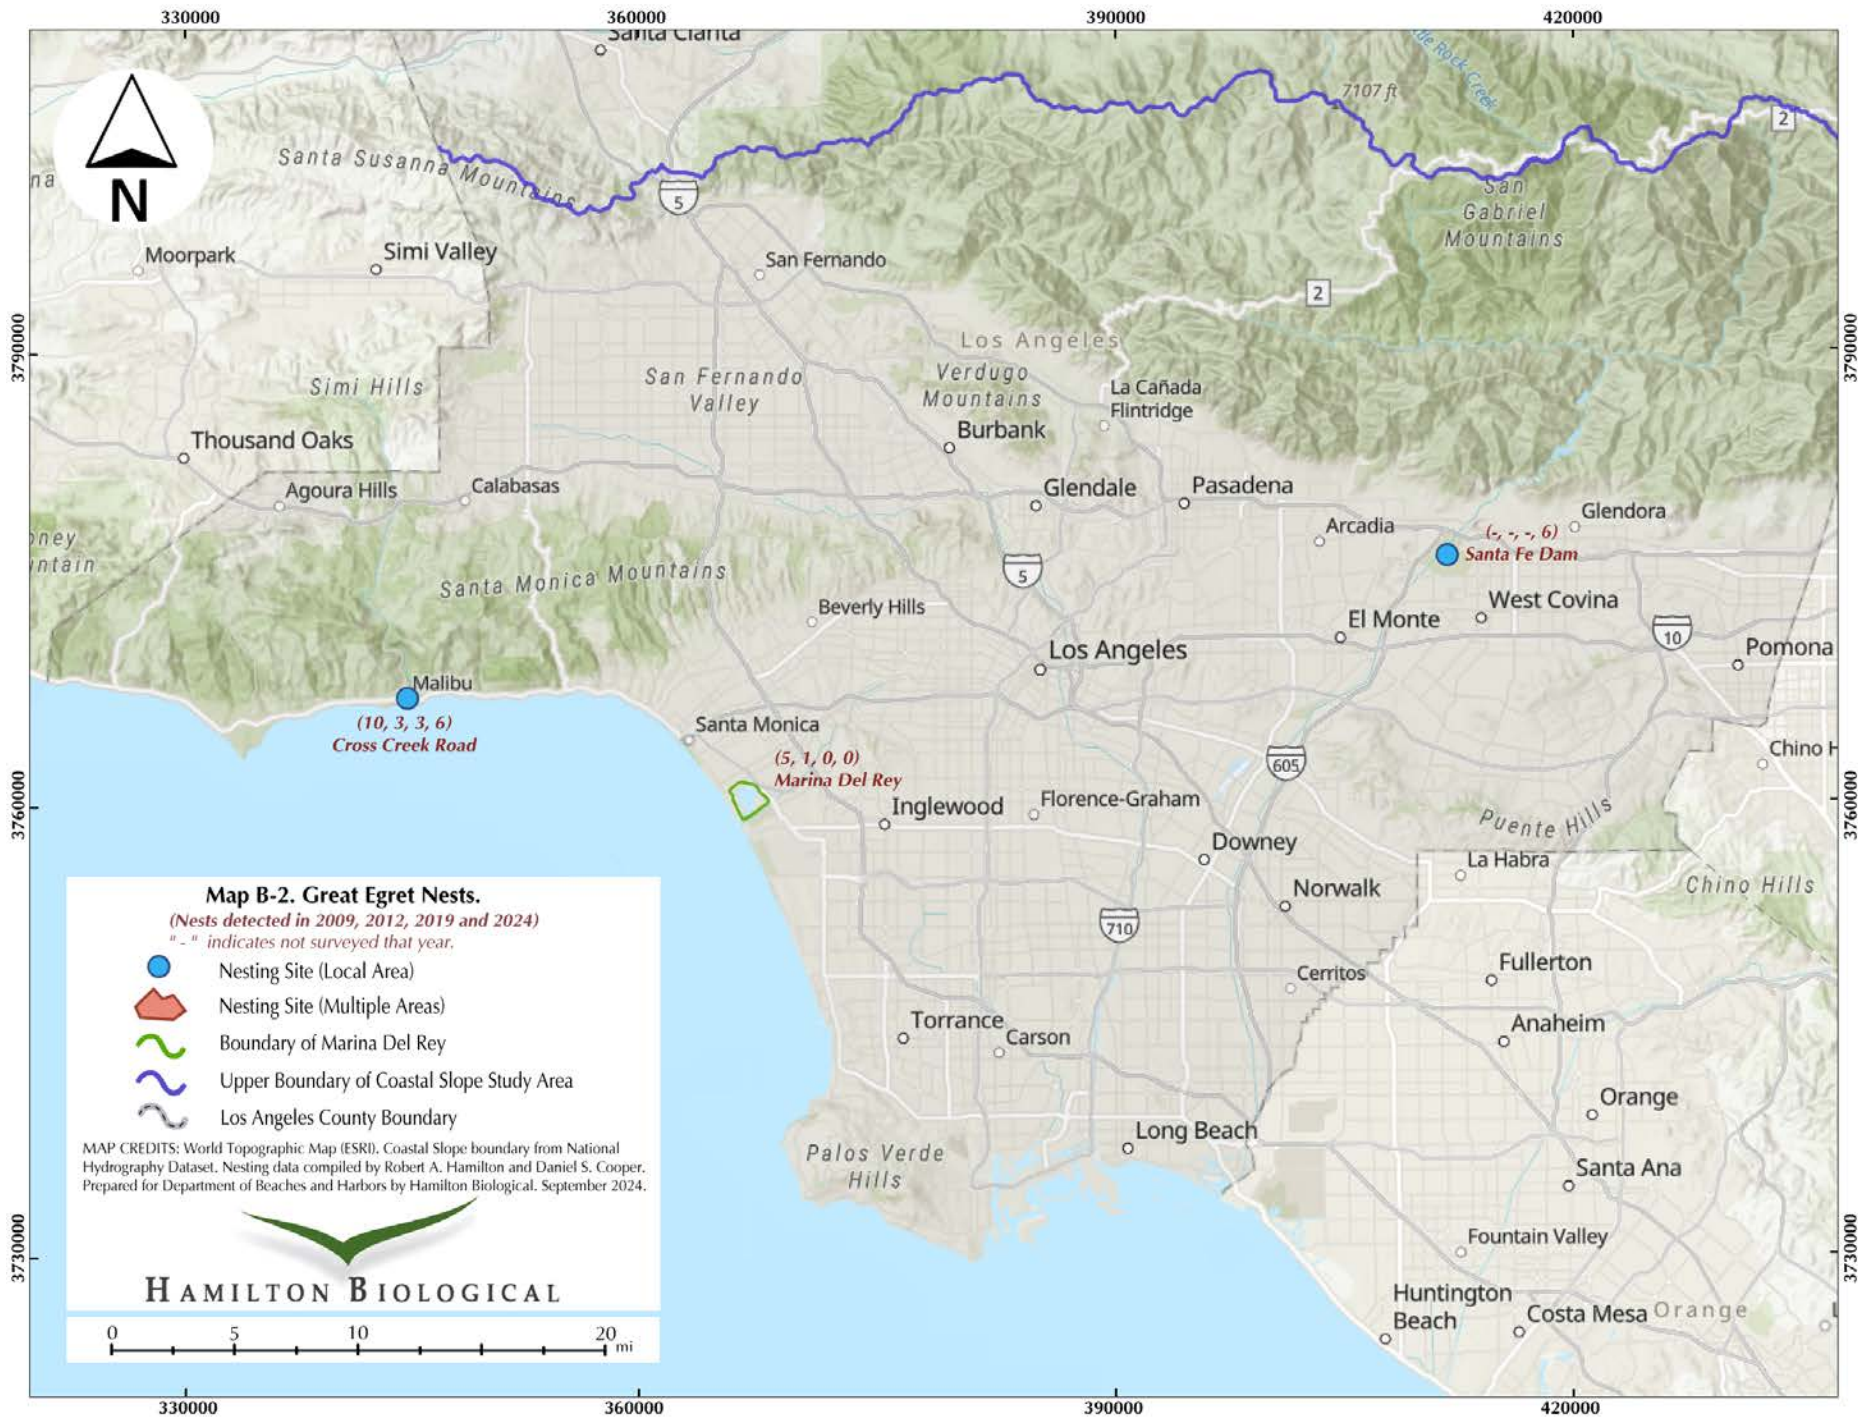 330000
360000
390000
420000
Santa Clarita
7107 ft
Rock Creek
2
N
Santa Susanna Mountains
na
5
San
Gabriel
Mountains
Moorpark
Simi Valley
San Fernando
2
Los Angeles
3790000
3790000
Simi Hills
San Fernando
Valley
Verdugo
Mountains
La Cañada
Flintridge
Thousand Oaks
Burbank
Agoura Hills
Calabasas
Glendale
Pasadena
Arcadia
Glendora
(-, -, -, 6)
Santa Fe Dam
oney
untain
Santa Monica Mountains
5
Beverly Hills
El Monte
West Covina
10
Los Angeles
Pomona
Malibu
(10, 3, 3, 6)
Cross Creek Road
Santa Monica
(5, 1, 0, 0)
Marina Del Rey
605
Chino H
3760000
3760000
Inglewood
Florence-Graham
Puente Hills
Downey
La Habra
Norwalk
Chino Hills
710
Map B-2. Great Egret Nests.
(Nests detected in 2009, 2012, 2019 and 2024)
" - " indicates not surveyed that year.
Nesting Site (Local Area)
Nesting Site (Multiple Areas)
Boundary of Marina Del Rey
Upper Boundary of Coastal Slope Study Area
Los Angeles County Boundary
MAP CREDITS: World Topographic Map (ESRI). Coastal Slope boundary from National
Hydrography Dataset. Nesting data compiled by Robert A. Hamilton and Daniel S. Cooper.
Prepared for Department of Beaches and Harbors by Hamilton Biological. September 2024.
HAMILTON BIOLOGICAL
0 5 10 20 mi
Cerritos
Fullerton
Torrance
Carson
Anaheim
Orange
Long Beach
Palos Verde
Hills
Santa Ana
3730000
3730000
Fountain Valley
Huntington
Beach
Costa Mesa
Orange
330000
360000
390000
420000